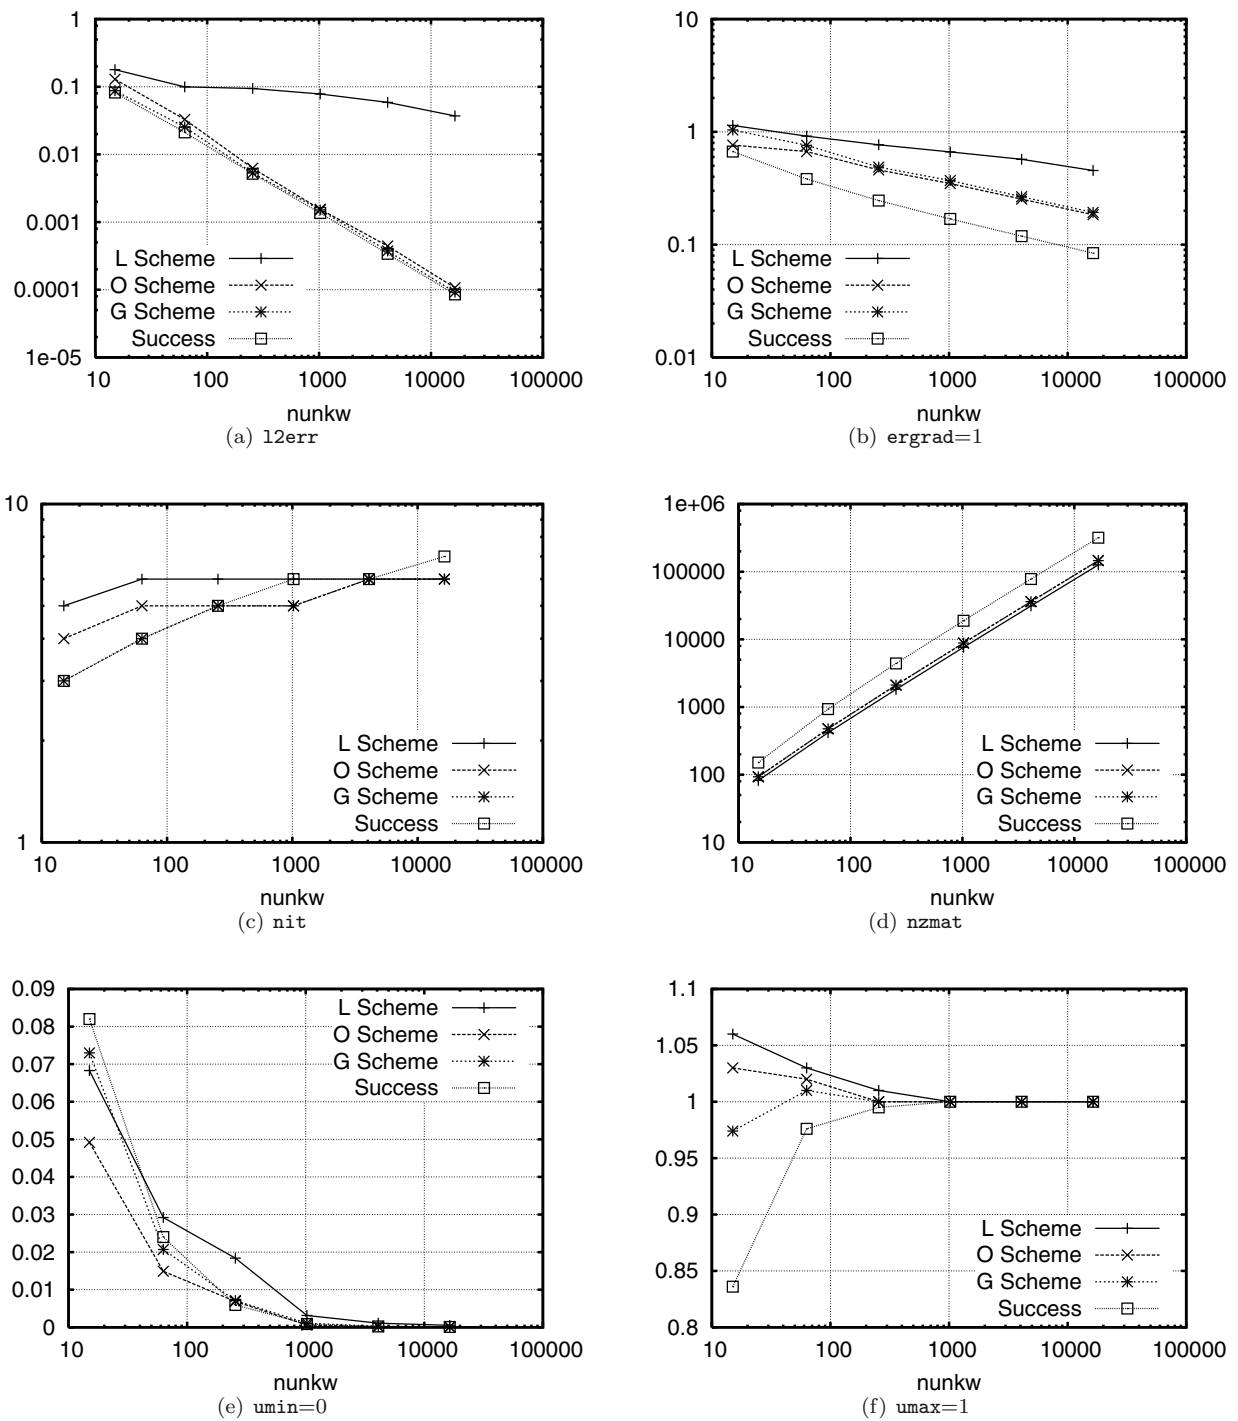 1
0.1
0.01
0.001
0.0001
1e-05
L Scheme
O Scheme
G Scheme
Success
10 100 1000 10000 100000
nunkw
(a) l2err
10
1
0.1
0.01
L Scheme
O Scheme
G Scheme
Success
10 100 1000 10000 100000
nunkw
(b) ergrad=1
10
1
L Scheme
O Scheme
G Scheme
Success
10 100 1000 10000 100000
nunkw
(c) nit
1e+06
100000
10000
1000
100
10
L Scheme
O Scheme
G Scheme
Success
10 100 1000 10000 100000
nunkw
(d) nzmat
0.09
0.08
0.07
0.06
0.05
0.04
0.03
0.02
0.01
0
L Scheme
O Scheme
G Scheme
Success
10 100 1000 10000 100000
nunkw
(e) umin=0
1.1
1.05
1
0.95
0.9
0.85
0.8
L Scheme
O Scheme
G Scheme
Success
10 100 1000 10000 100000
nunkw
(f) umax=1